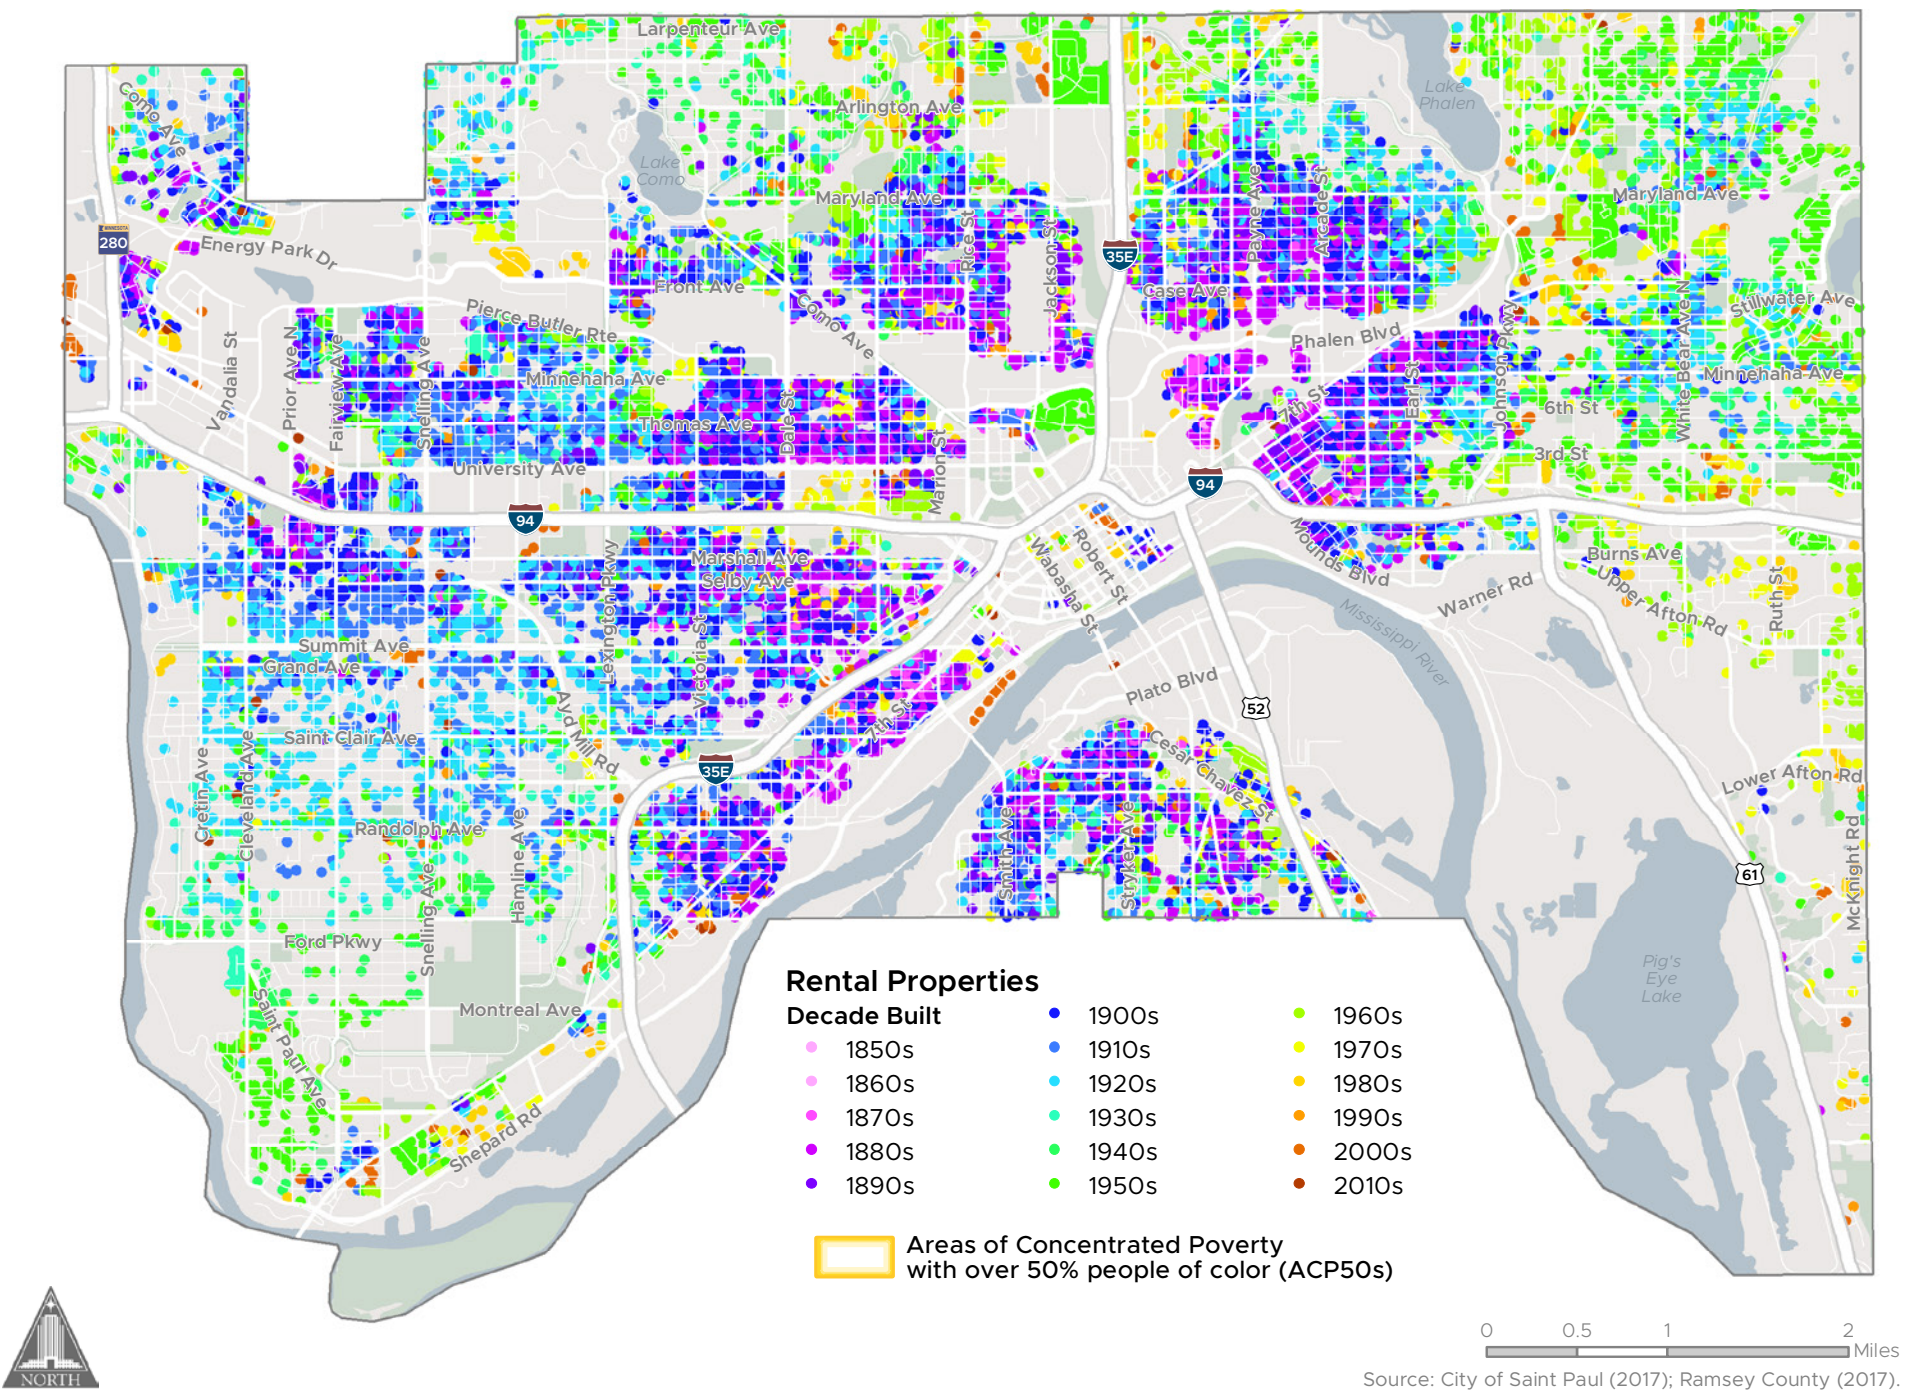 Larpenteur Ave
Como Ave
Arlington Ave
Lake
Phalen
Lake
Como
Maryland Ave
Maryland Ave
MINNESOTA
280
Energy Park Dr
Rice St
Jackson St
35E
Payne Ave
Arcade St
Front Ave
Case Ave
Como Ave
Pierce Butler Rte
Phalen Blvd
Stillwater Ave
Vandalia St
Prior Ave N
Fairview Ave
Snelling Ave
Minnehaha Ave
Minnehaha Ave
Johnson Pkwy
White Bear Ave N
Earl St
7th St
6th St
Dale St
Thomas Ave
Marion St
University Ave
3rd St
94
94
Mounds Blvd
Marshall Ave
Selby Ave
Lexington Pkwy
Victoria St
Robert St
Wabasha St
Burns Ave
Upper Afton Rd
Ruth St
Warner Rd
Mississippi River
Summit Ave
Grand Ave
Ayd Mill Rd
7th St
Plato Blvd
52
Saint Clair Ave
Cesar Chavez St
35E
Lower Afton Rd
Cretin Ave
Cleveland Ave
Randolph Ave
Hamline Ave
Snelling Ave
Smith Ave
Stryker Ave
McKnight Rd
61
Ford Pkwy
Pig's
Eye
Lake
Saint Paul Ave
Montreal Ave
Shepard Rd
Rental Properties
Decade Built
1850s
1860s
1870s
1880s
1890s
1900s
1910s
1920s
1930s
1940s
1950s
1960s
1970s
1980s
1990s
2000s
2010s
Areas of Concentrated Poverty
with over 50% people of color (ACP50s)
NORTH
0 0.5 1 2
Miles
Source: City of Saint Paul (2017); Ramsey County (2017).